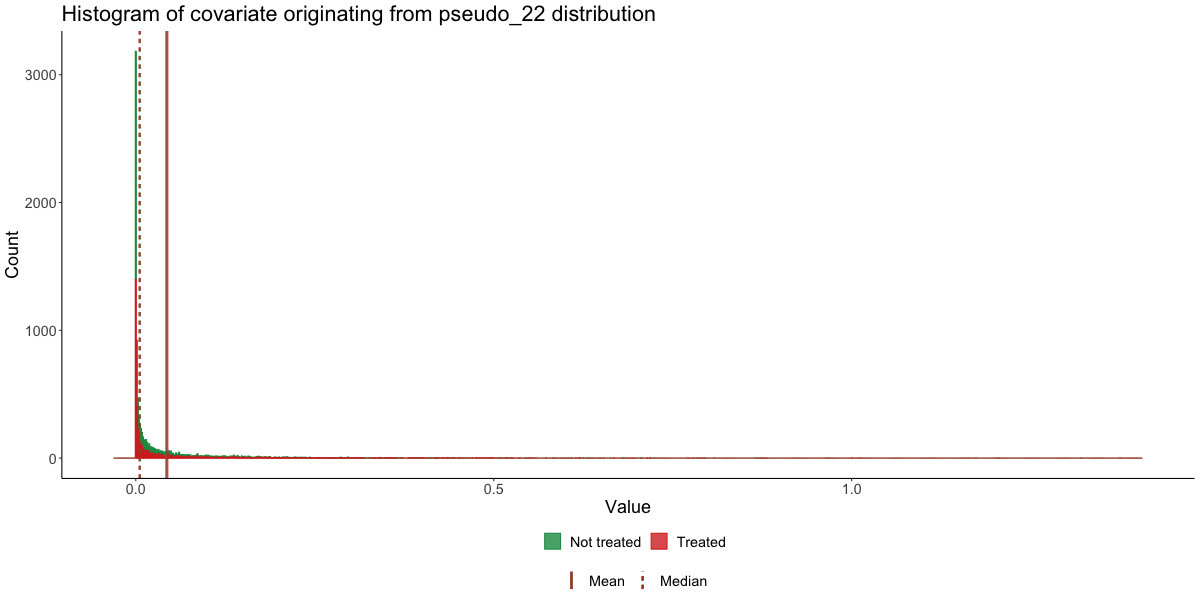 Histogram of covariate originating from pseudo_22 distribution
Count
3000
2000
1000
0
0.0 0.5 1.0
Value
Not treated Treated
Mean Median